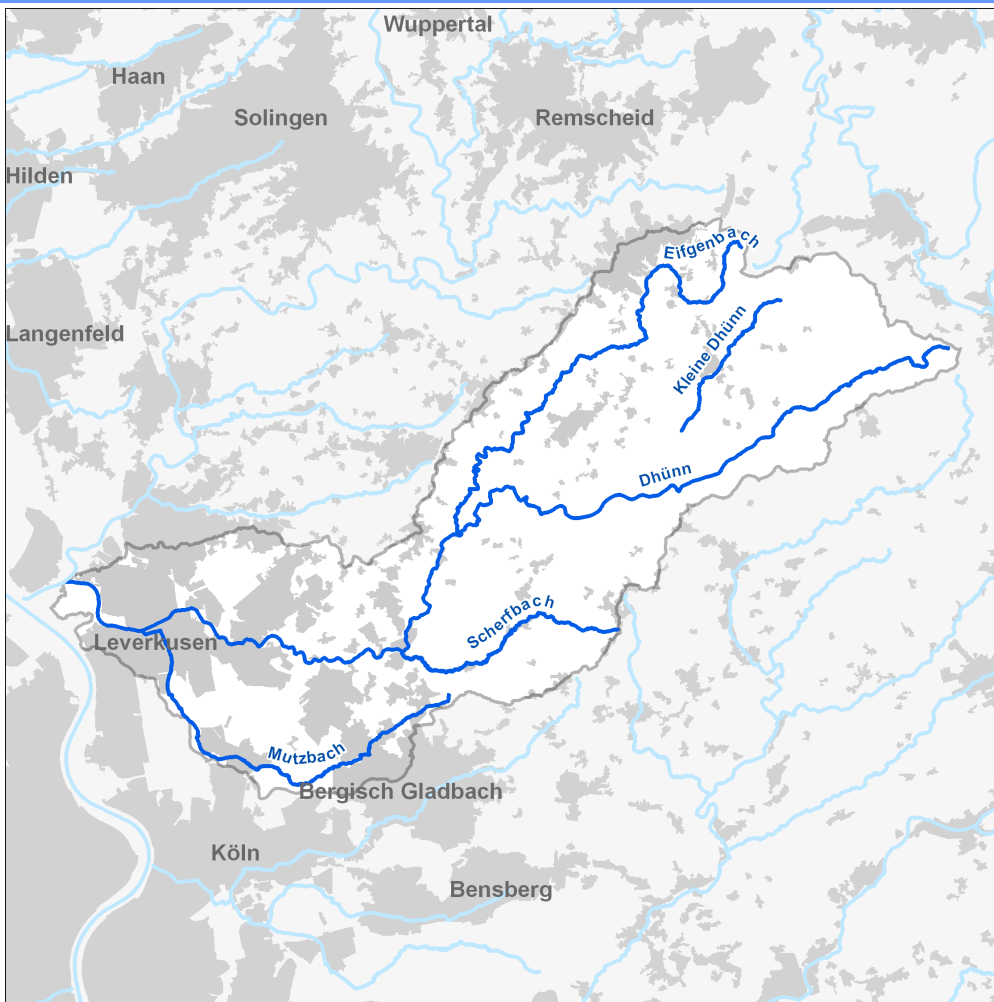 Wuppertal
Haan
Solingen
Remscheid
Hilden
Eifgenbach
Langenfeld
Kleine Dhünn
Dhünn
Scherfbach
Leverkusen
Mutzbach
Bergisch Gladbach
Köln
Bensberg